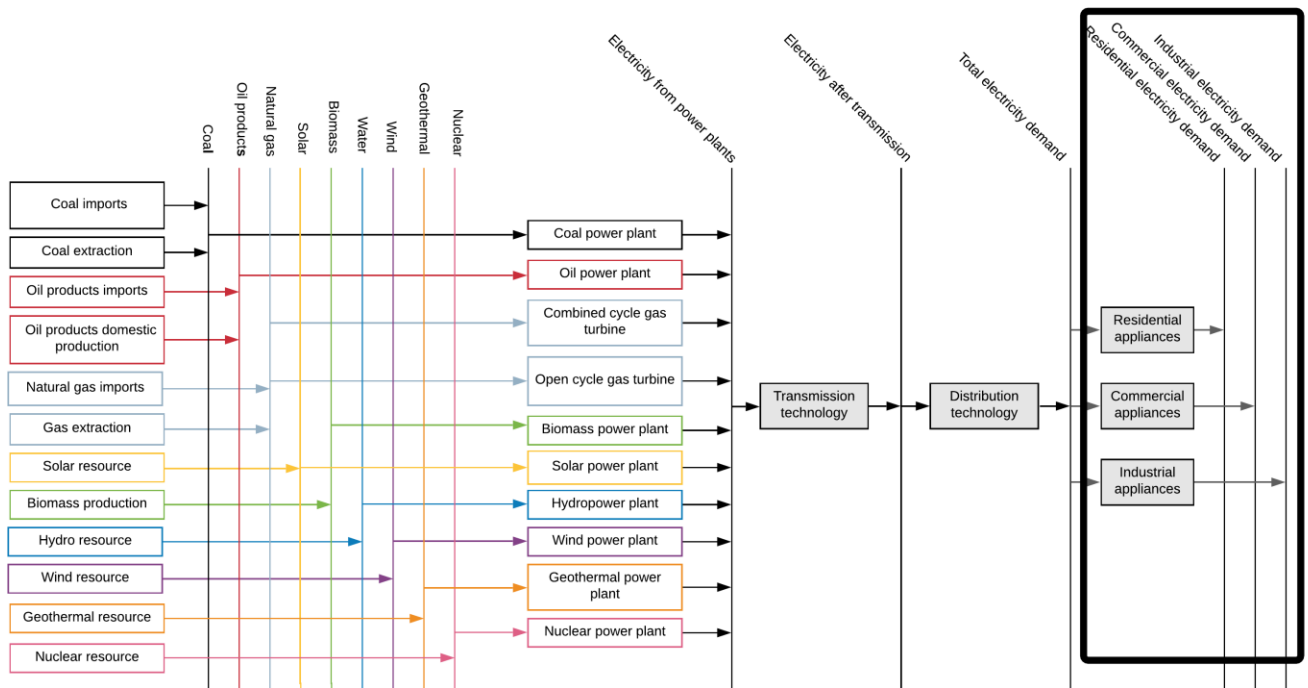 Coal
Oil products
Natural gas
Solar
Biomass
Water
Wind
Geothermal
Nuclear
Electricity from power plants
Electricity after transmission
Total electricity demand
Residential electricity demand
Commercial electricity demand
Industrial electricity demand
Coal imports
Coal extraction
Oil products imports
Oil products domestic
production
Natural gas imports
Gas extraction
Solar resource
Biomass production
Hydro resource
Wind resource
Geothermal resource
Nuclear resource
Coal power plant
Oil power plant
Combined cycle gas
turbine
Open cycle gas turbine
Biomass power plant
Solar power plant
Hydropower plant
Wind power plant
Geothermal power
plant
Nuclear power plant
Transmission
technology
Distribution
technology
Residential
appliances
Commercial
appliances
Industrial
appliances